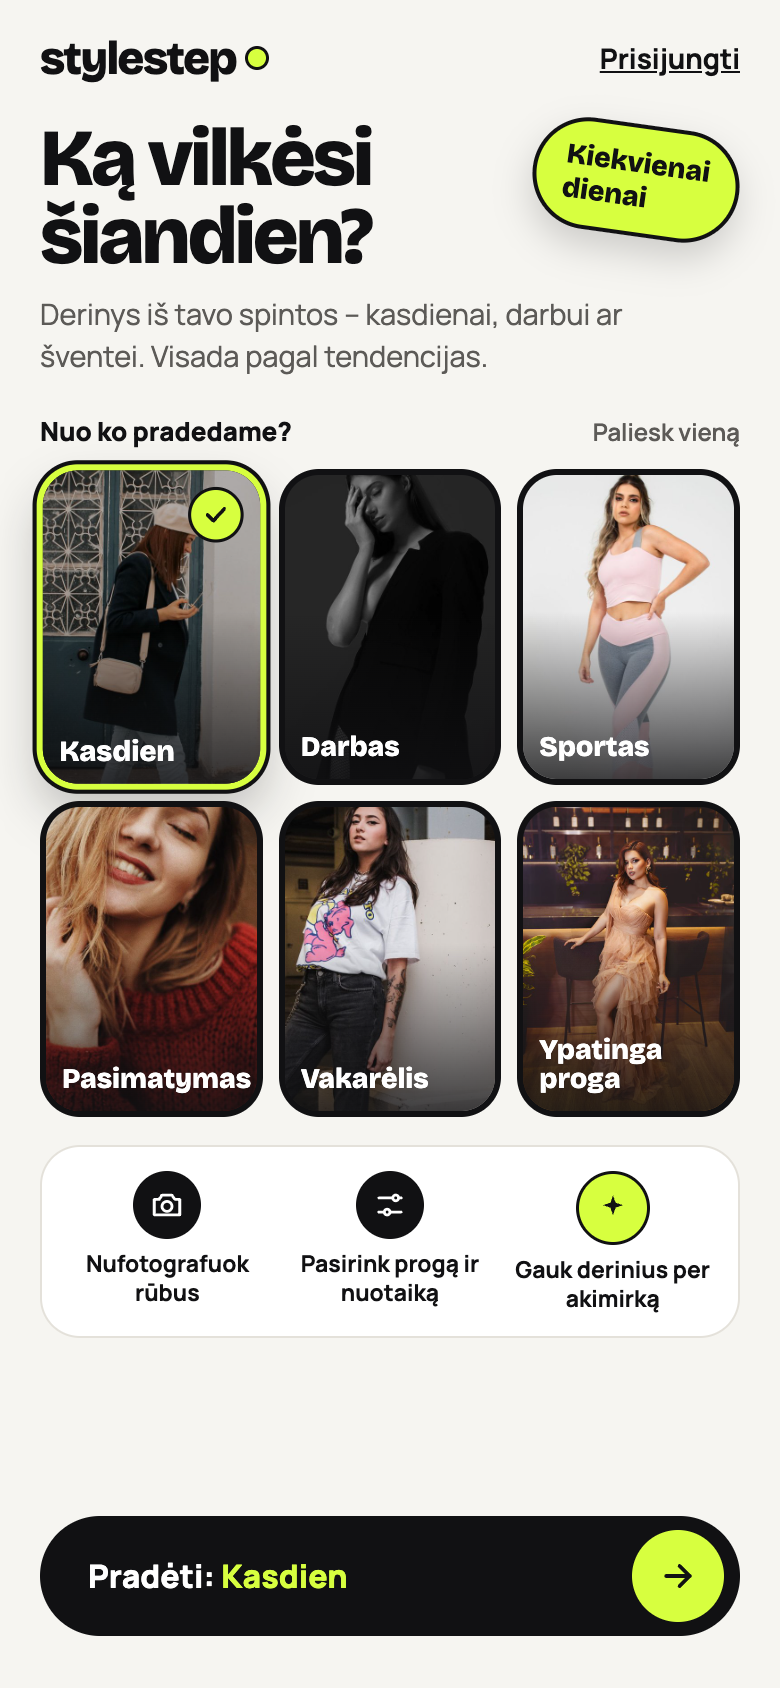 stylestep
Prisijungti
Ką vilkėsi
šiandien?
Kiekvienai
dienai
Derinys iš tavo spintos – kasdienai, darbui ar
šventei. Visada pagal tendencijas.
Nuo ko pradedame?
Paliesk vieną
Kasdien
Darbas
Sportas
Pasimatymas
Vakarėlis
Ypatinga
proga
Nufotografuok
rūbus
Pasirink progą ir
nuotaiką
Gauk derinius per
akimirką
Pradėti: Kasdien